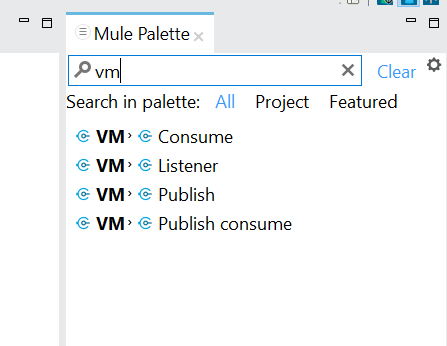 Mule Palette
vm
Clear
Search in palette: All Project Featured
VM › Consume
VM › Listener
VM › Publish
VM › Publish consume